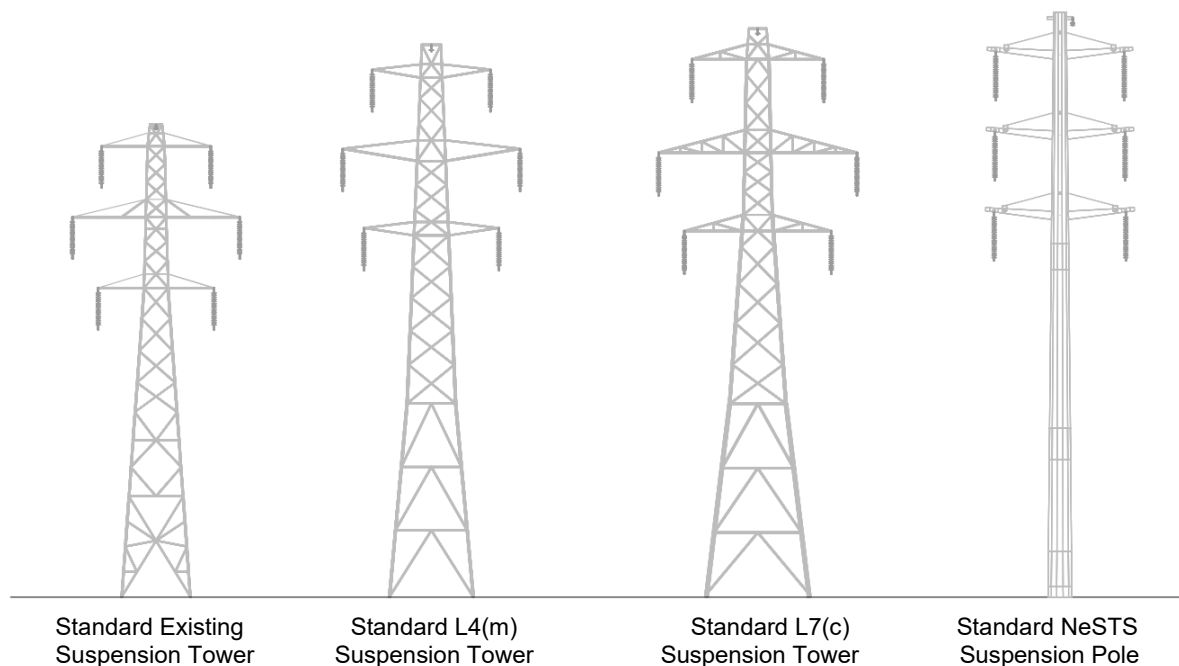 Standard Existing
Suspension Tower
Standard L4(m)
Suspension Tower
Standard L7(c)
Suspension Tower
Standard NeSTS
Suspension Pole